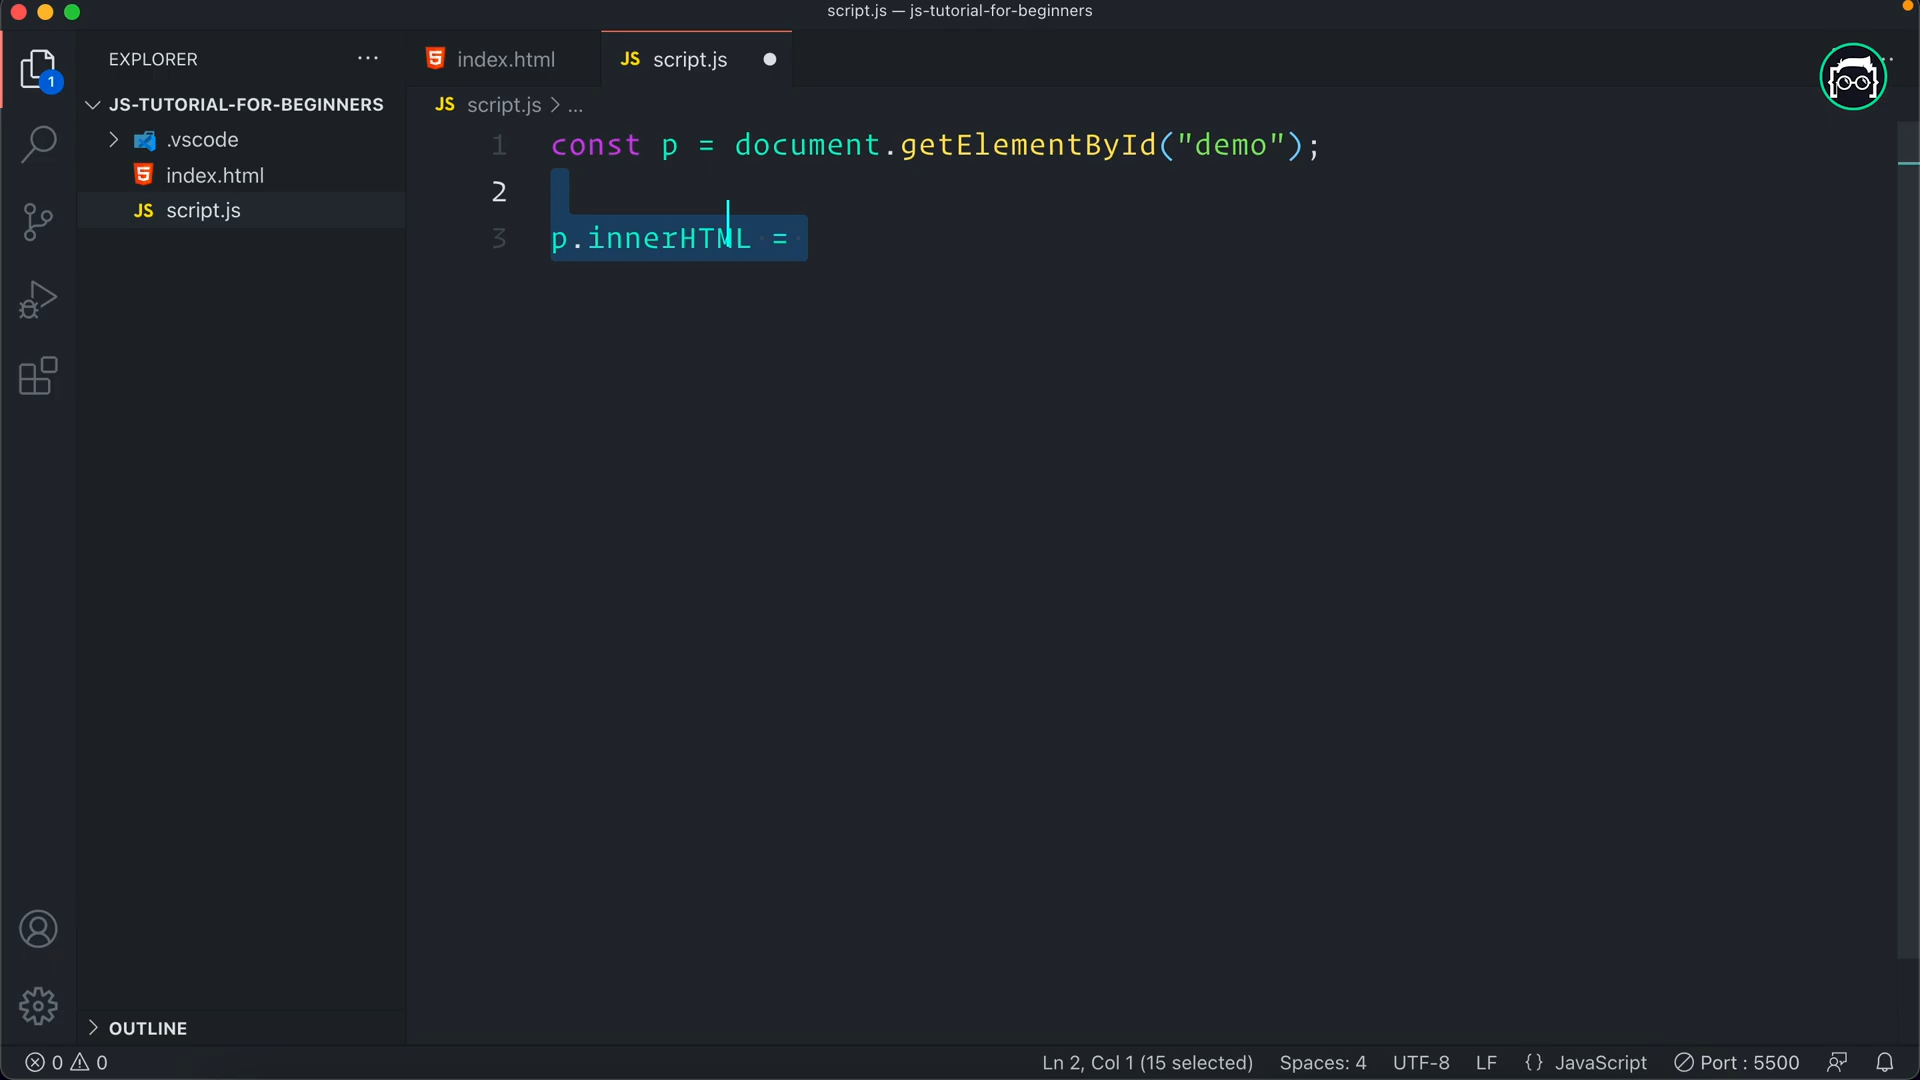 script.js — js-tutorial-for-beginners
EXPLORER
index.html
JS script.js
1
JS-TUTORIAL-FOR-BEGINNERS
JS script.js > ...
.vscode
index.html
JS script.js
1 const p = document.getElementById("demo");
2
3 p.innerHTML =
OUTLINE
0 0
Ln 2, Col 1 (15 selected) Spaces: 4 UTF-8 LF {} JavaScript Port : 5500